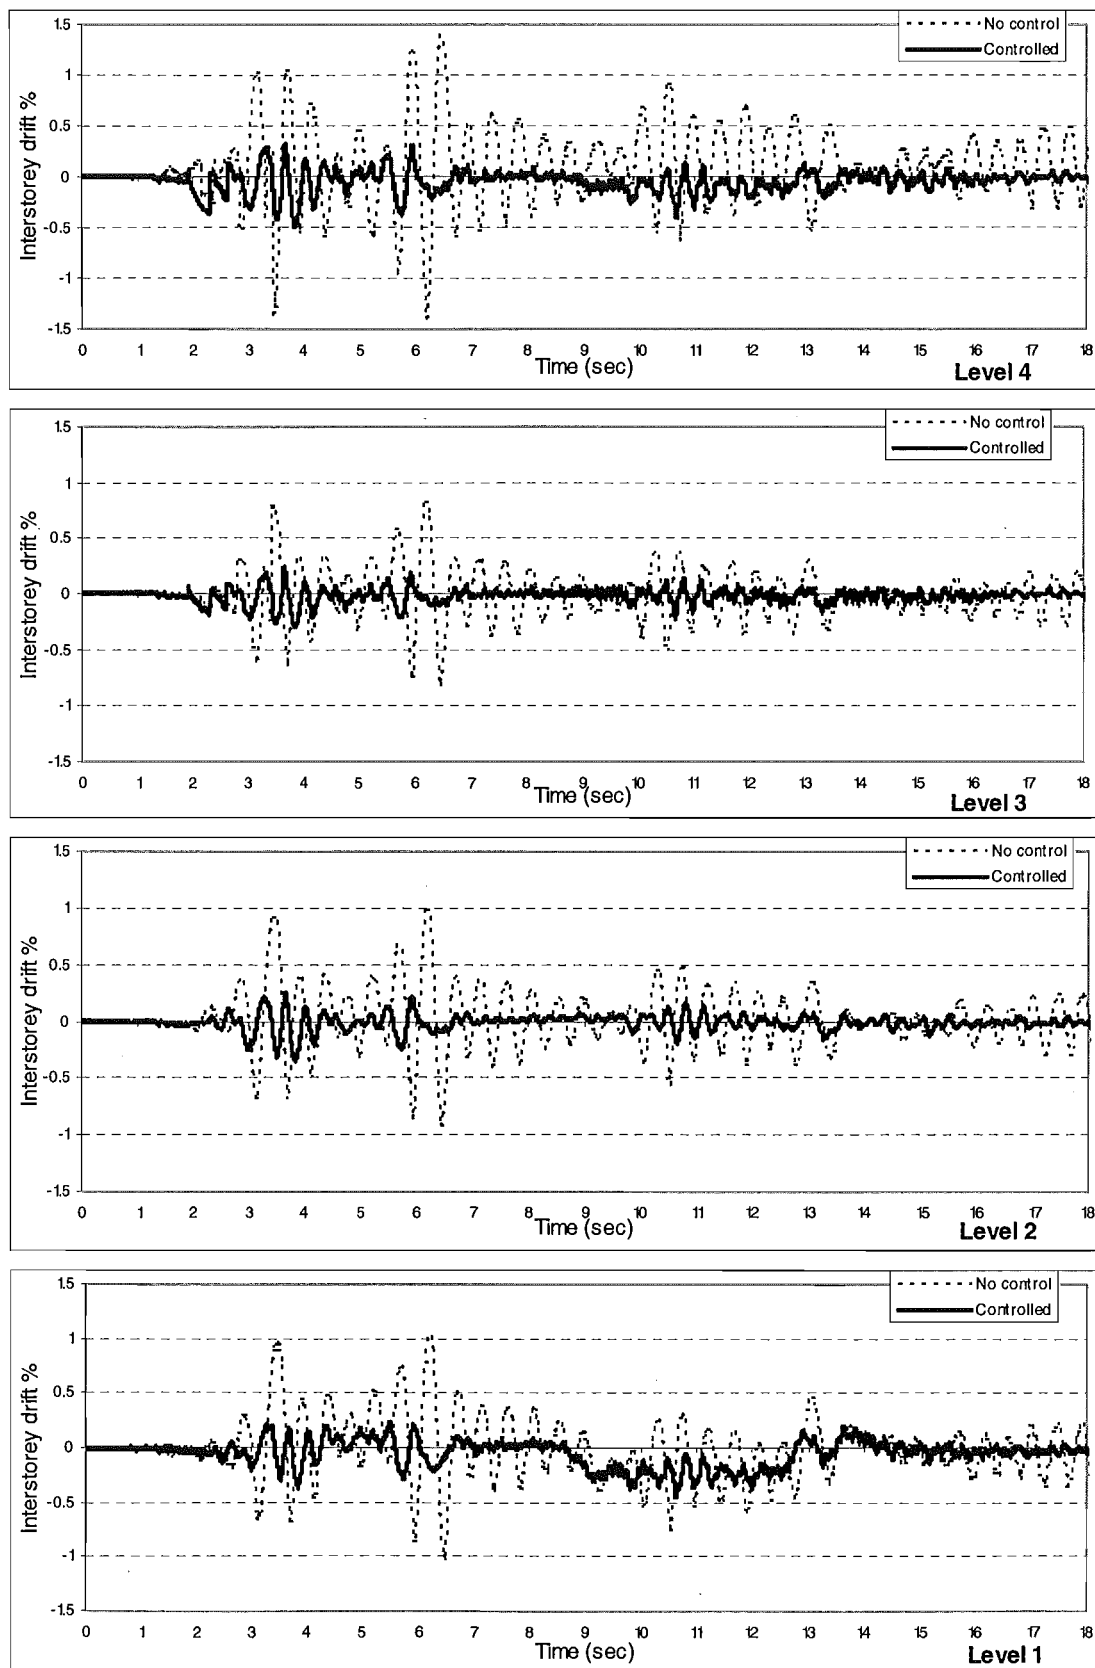 1.5
1
0.5
0
-0.5
-1
-1.5
Interstorey drift %
No control
Controlled
0 1 2 3 4 5 6 7 8 9 10 11 12 13 14 15 16 17 18
Time (sec)
Level 4
1.5
1
0.5
0
-0.5
-1
-1.5
Interstorey drift %
No control
Controlled
0 1 2 3 4 5 6 7 8 9 10 11 12 13 14 15 16 17 18
Time (sec)
Level 3
1.5
1
0.5
0
-0.5
-1
-1.5
Interstorey drift %
No control
Controlled
0 1 2 3 4 5 6 7 8 9 10 11 12 13 14 15 16 17 18
Time (sec)
Level 2
1.5
1
0.5
0
-0.5
-1
-1.5
Interstorey drift %
No control
Controlled
0 1 2 3 4 5 6 7 8 9 10 11 12 13 14 15 16 17 18
Time (sec)
Level 1